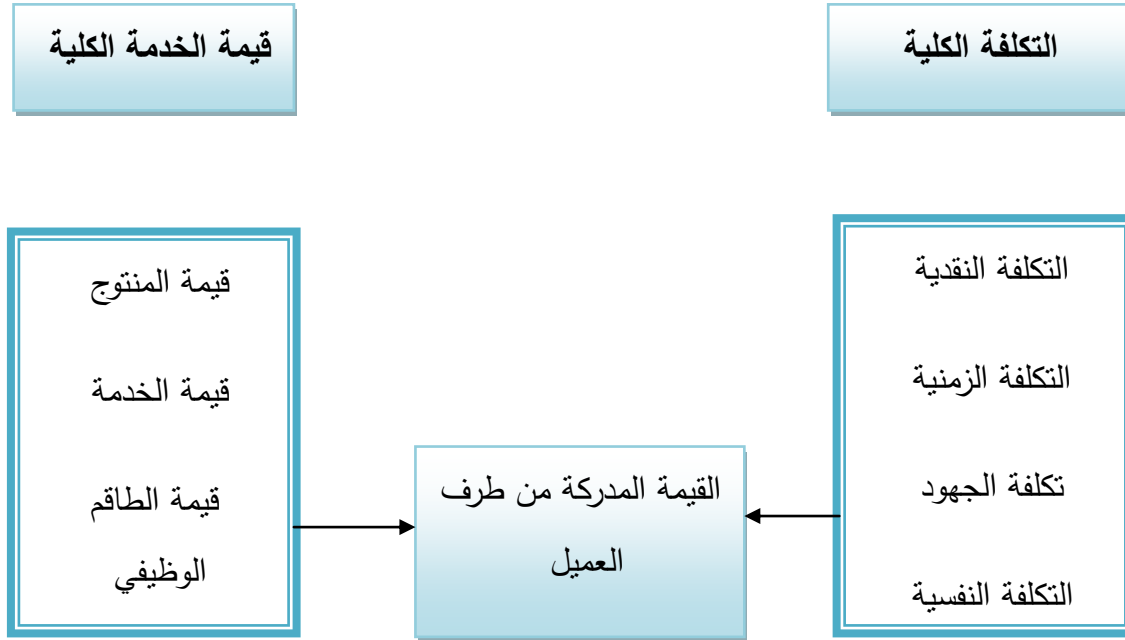 التكلفة الكلية
قيمة الخدمة الكلية
التكلفة النقدية
التكلفة الزمنية
تكلفة الجهود
التكلفة النفسية
القيمة المدركة من طرف
العميل
قيمة المنتوج
قيمة الخدمة
قيمة الطاقم
الوظيفي